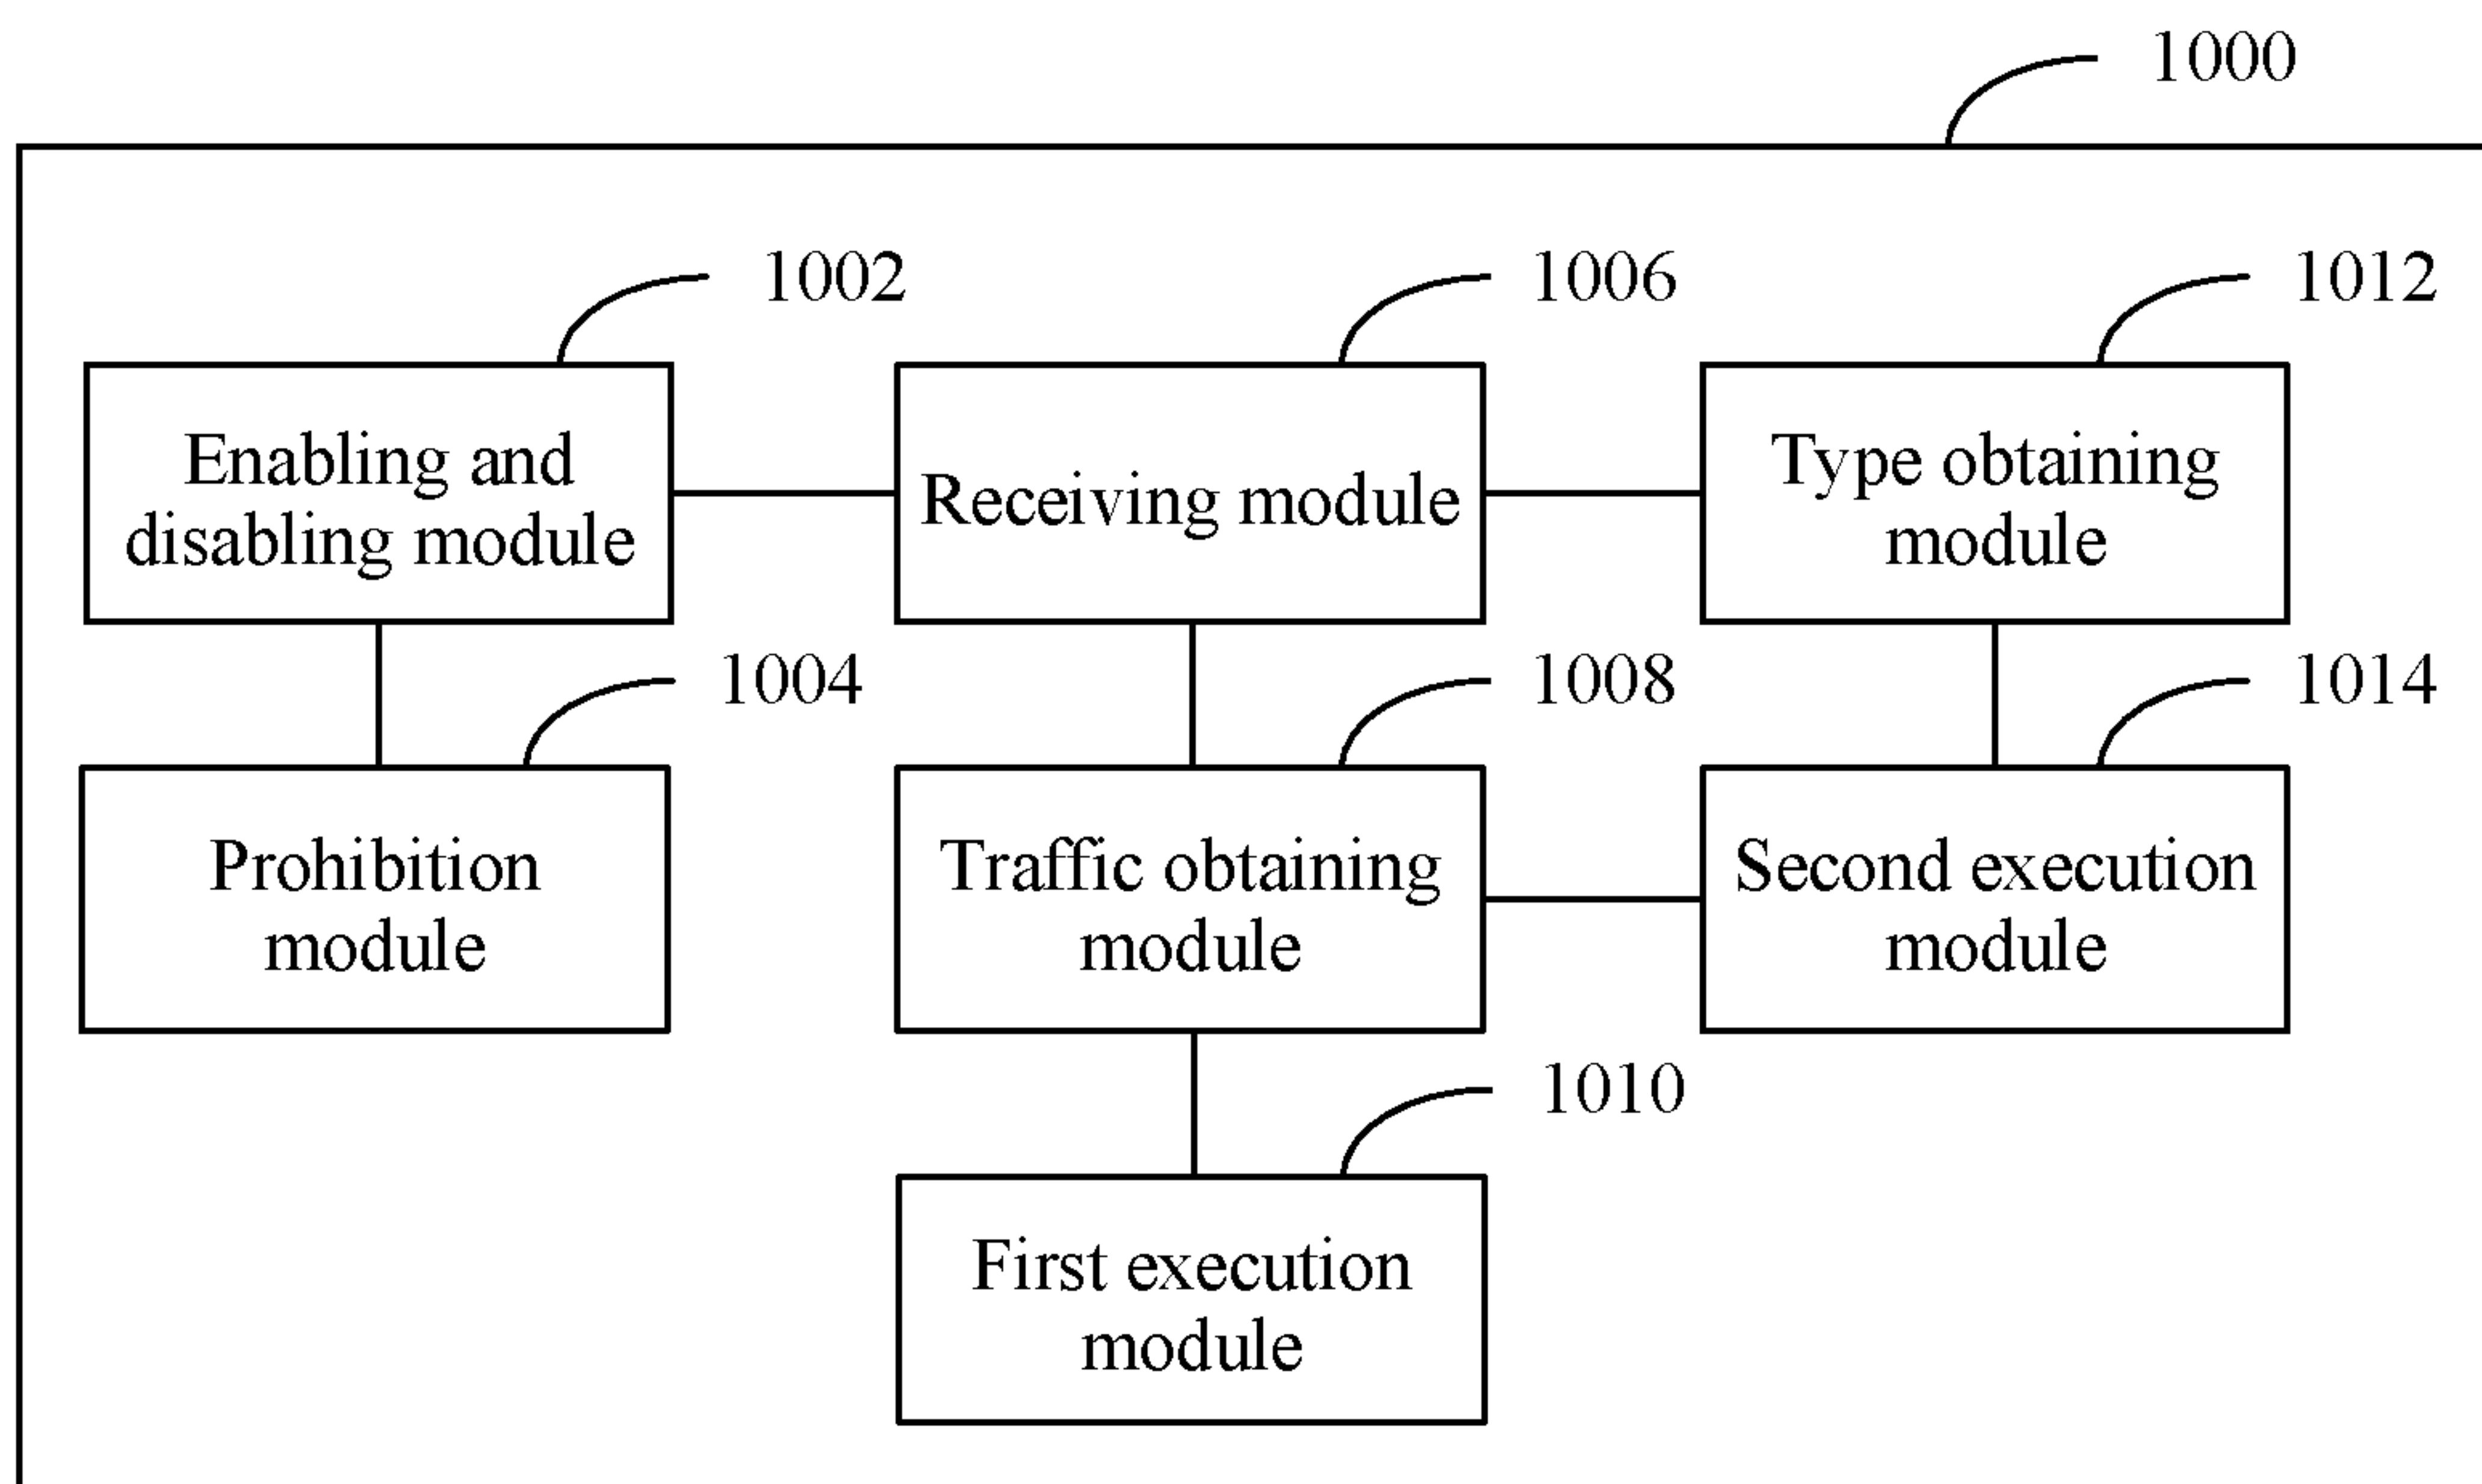 1000
1002
1006
1012
Enabling and
disabling module
Receiving module
Type obtaining
module
1004
1008
1014
Prohibition
module
Traffic obtaining
module
Second execution
module
1010
First execution
module